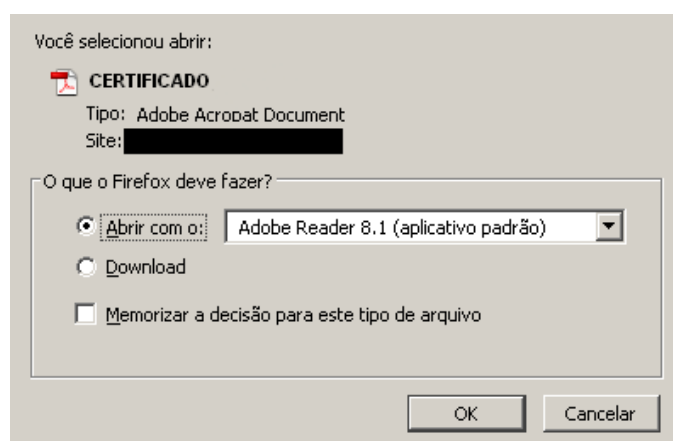 Você selecionou abrir:
CERTIFICADO
Tipo: Adobe Acropat Document
Site:
O que o Firefox deve fazer?
Abrir com o: Adobe Reader 8.1 (aplicativo padrão)
Download
Memorizar a decisão para este tipo de arquivo
OK Cancelar